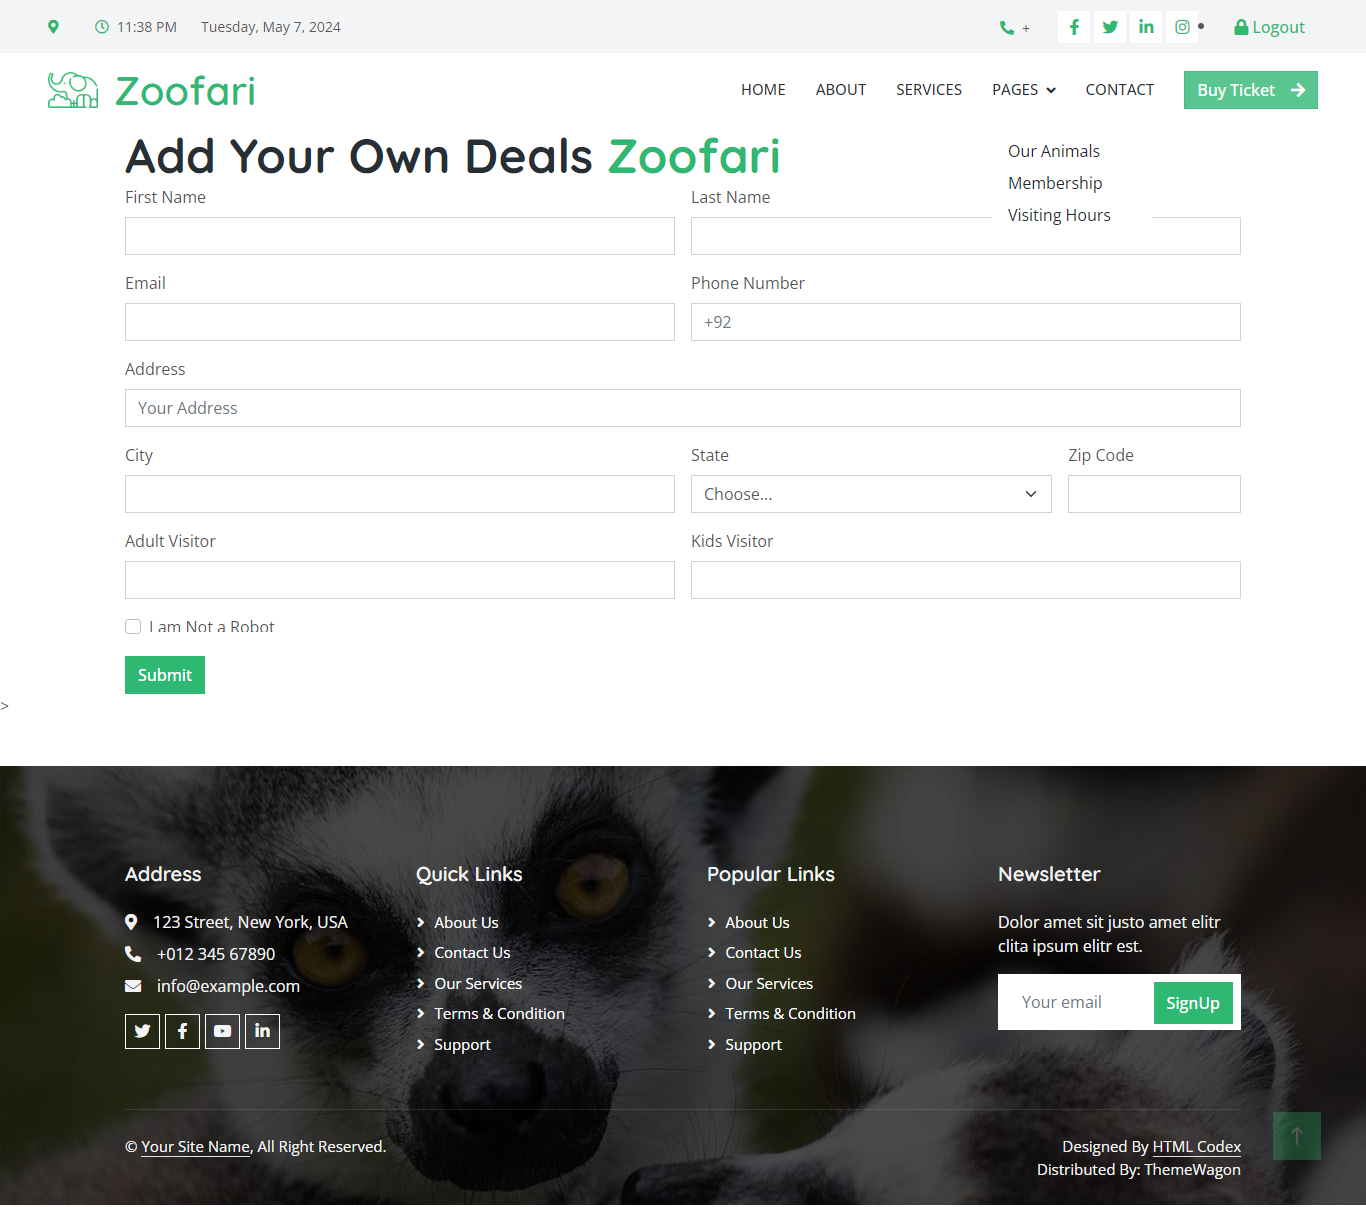 11:38 PM Tuesday, May 7, 2024 + Logout
Zoofari HOME ABOUT SERVICES PAGES CONTACT Buy Ticket
Add Your Own Deals Zoofari
Our Animals
Membership
Visiting Hours
First Name Last Name
Email Phone Number
+92
Address
Your Address
City State Zip Code
Choose...
Adult Visitor Kids Visitor
I am Not a Robot
Submit
>
Address
123 Street, New York, USA
+012 345 67890
info@example.com
Quick Links
About Us
Contact Us
Our Services
Terms & Condition
Support
Popular Links
About Us
Contact Us
Our Services
Terms & Condition
Support
Newsletter
Dolor amet sit justo amet elitr
clita ipsum elitr est.
Your email SignUp
© Your Site Name, All Right Reserved.
Designed By HTML Codex
Distributed By: ThemeWagon